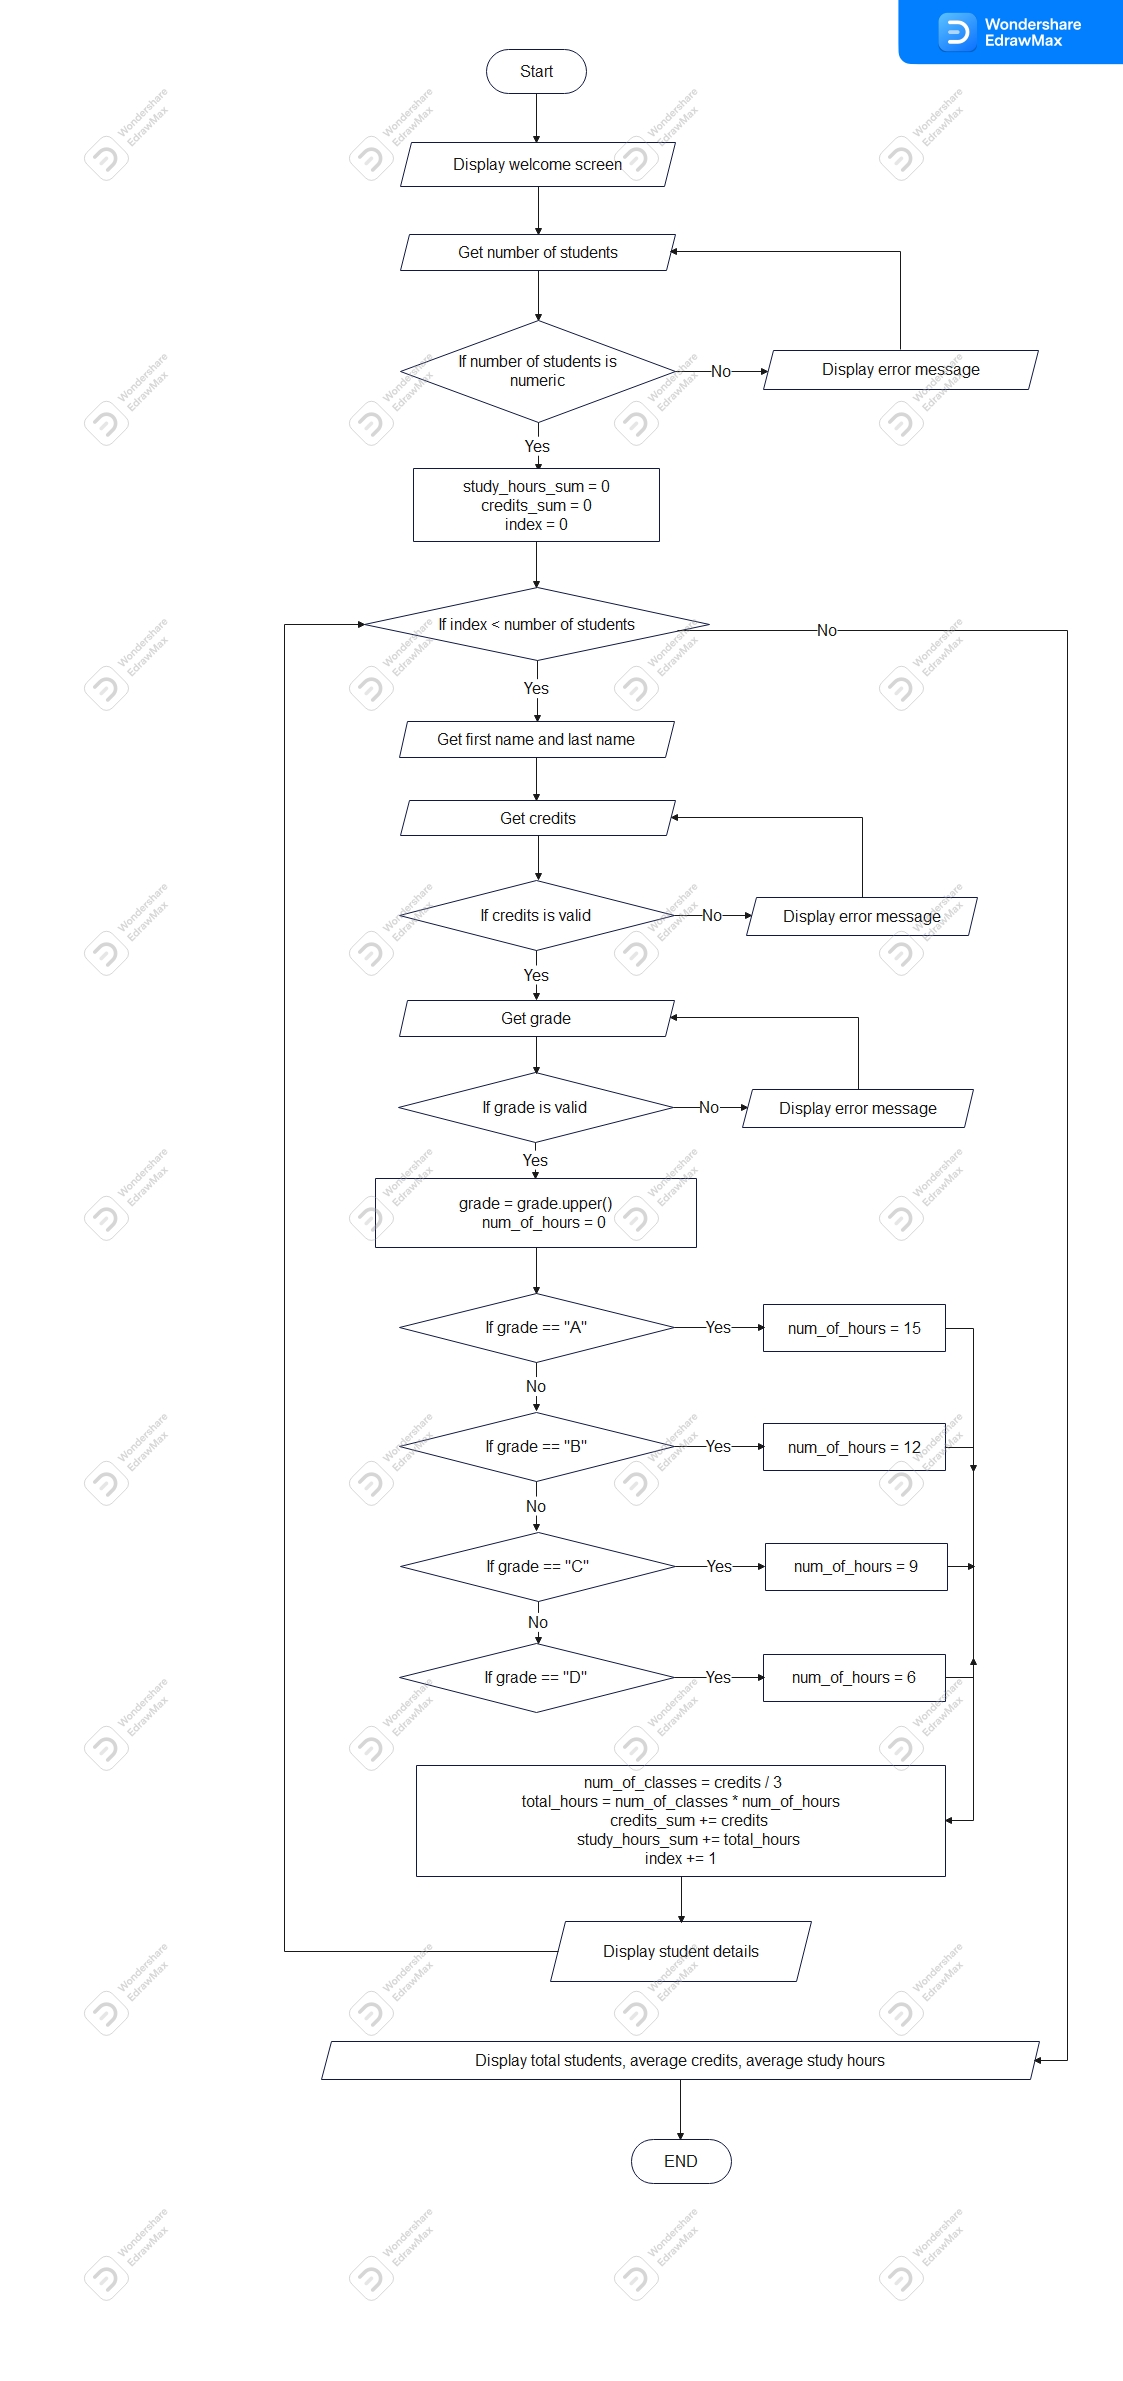 Wondershare
EdrawMax
Start
Display welcome screen
Get number of students
If number of students is
numeric
No
Display error message
Yes
study_hours_sum = 0
credits_sum = 0
index = 0
If index < number of students
No
Yes
Get first name and last name
Get credits
If credits is valid
No
Display error message
Yes
Get grade
If grade is valid
No
Display error message
Yes
grade = grade.upper()
num_of_hours = 0
If grade == "A"
Yes
num_of_hours = 15
No
If grade == "B"
Yes
num_of_hours = 12
No
If grade == "C"
Yes
num_of_hours = 9
No
If grade == "D"
Yes
num_of_hours = 6
num_of_classes = credits / 3
total_hours = num_of_classes * num_of_hours
credits_sum += credits
study_hours_sum += total_hours
index += 1
Display student details
Display total students, average credits, average study hours
END